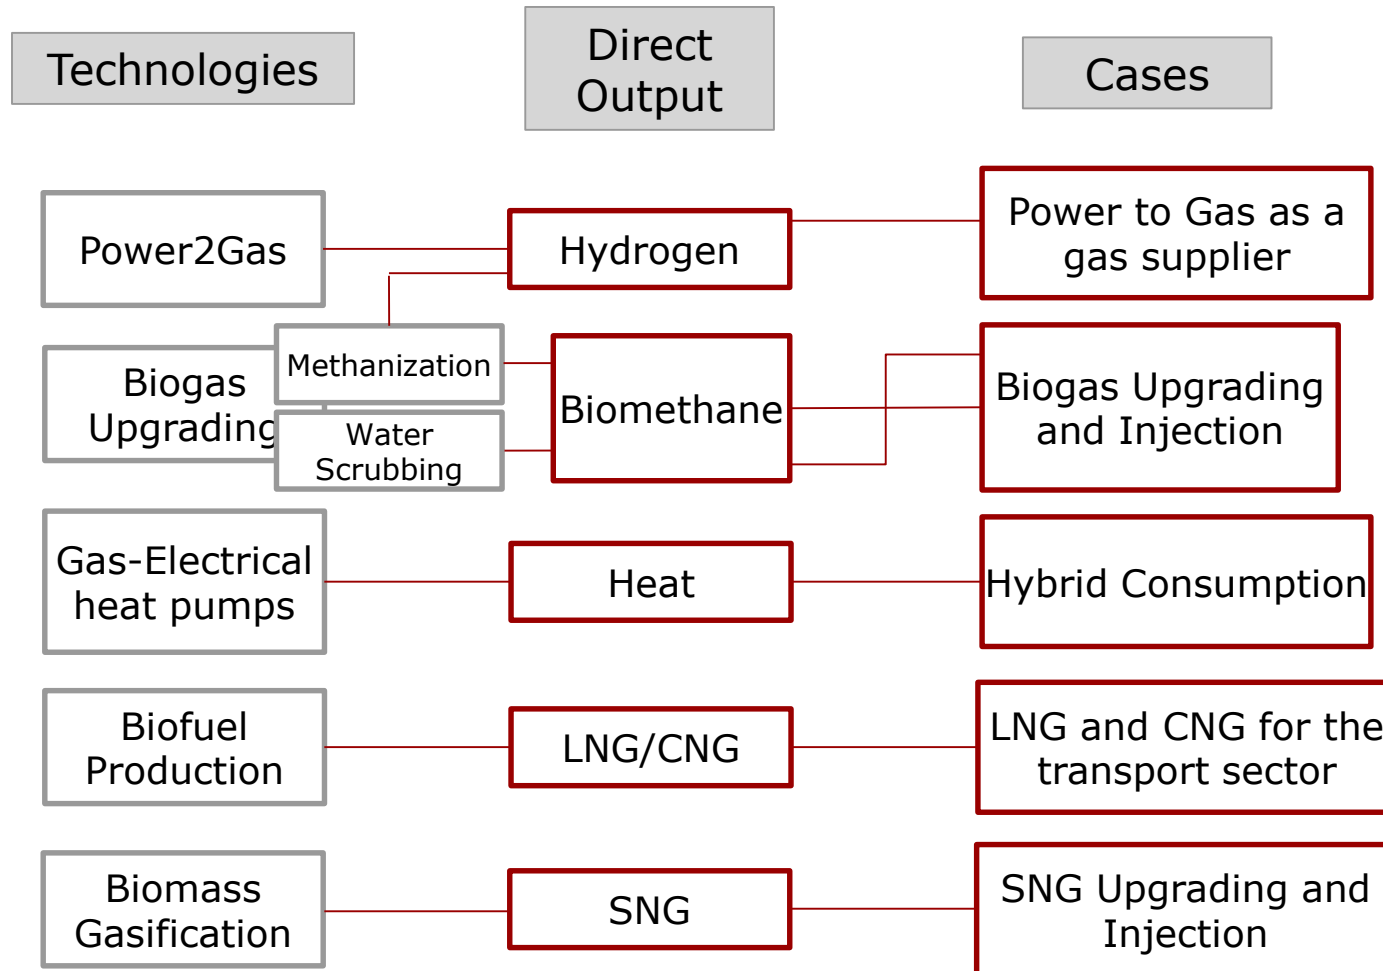 Technologies
Direct
Output
Cases
Power2Gas
Hydrogen
Power to Gas as a
gas supplier
Biogas
Upgrading
Methanization
Water
Scrubbing
Biomethane
Biogas Upgrading
and Injection
Gas-Electrical
heat pumps
Heat
Hybrid Consumption
Biofuel
Production
LNG/CNG
LNG and CNG for the
transport sector
Biomass
Gasification
SNG
SNG Upgrading and
Injection